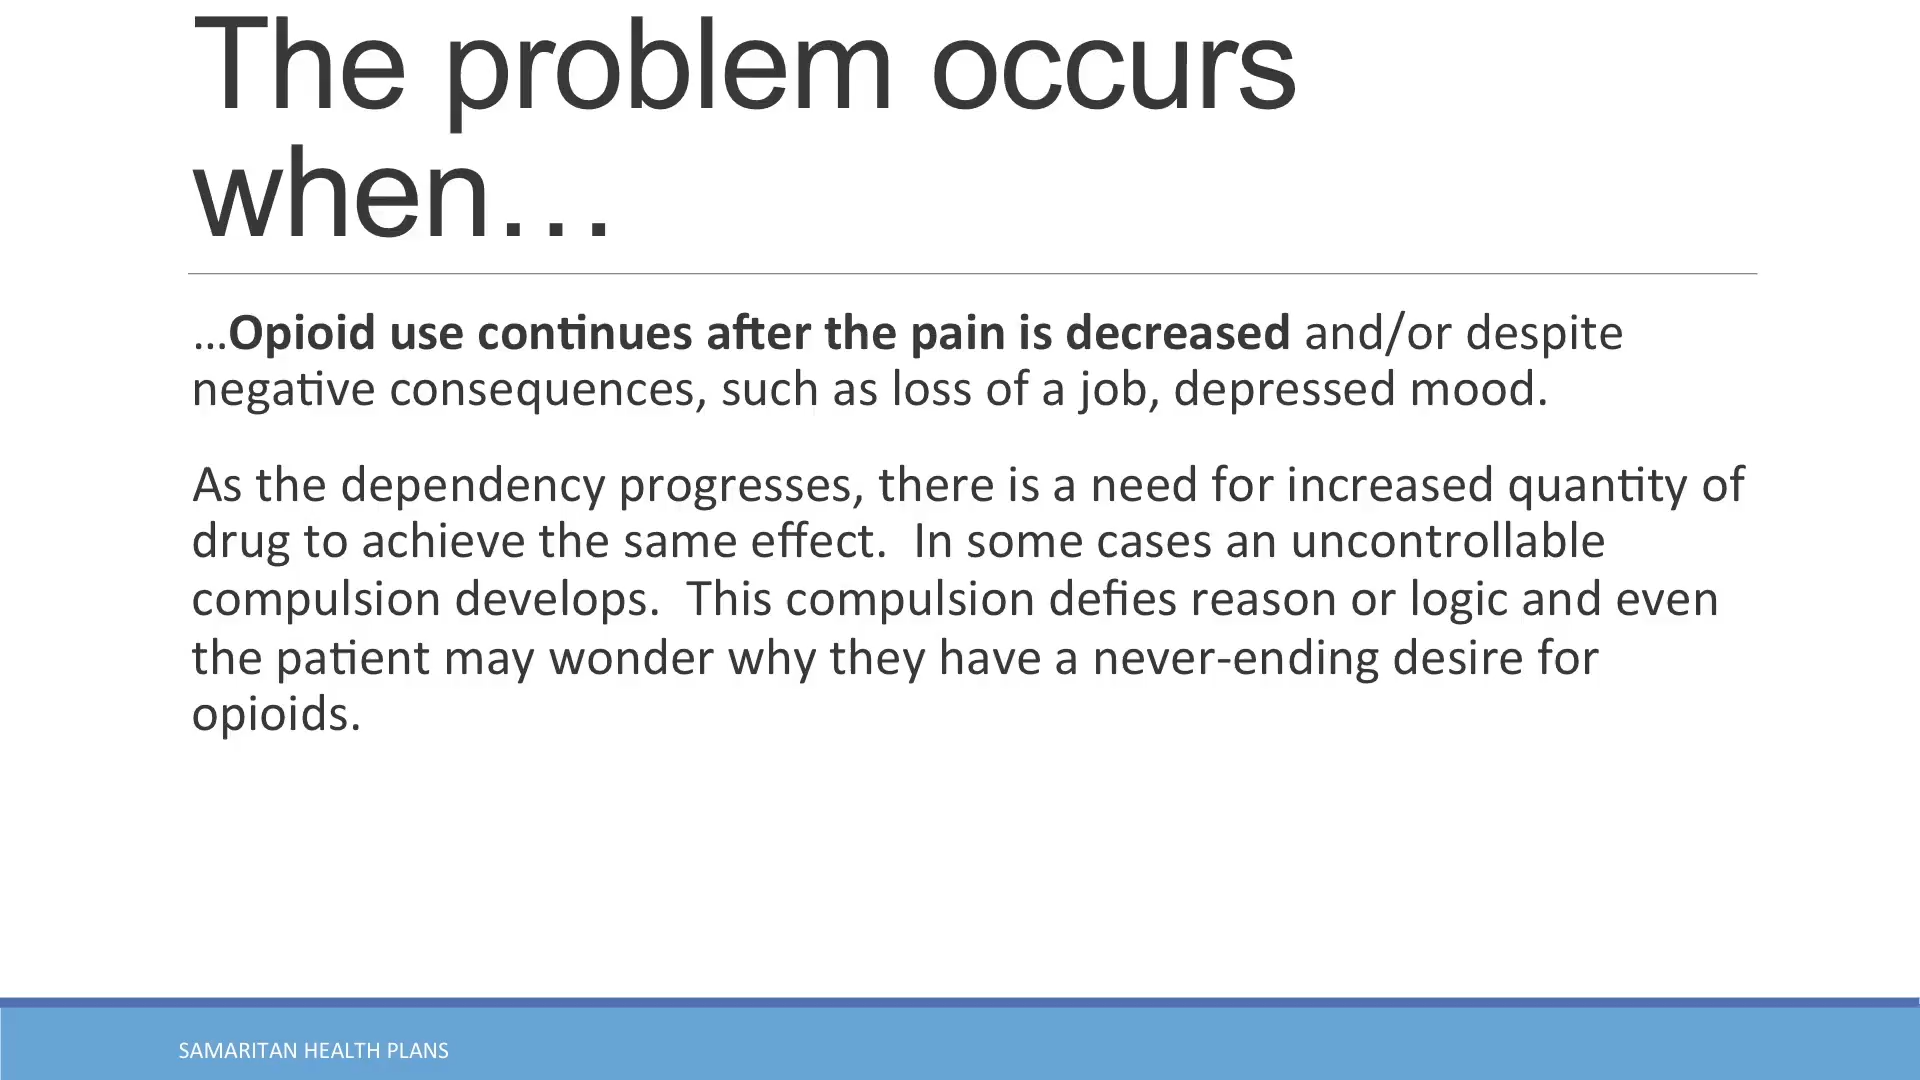 The problem occurs
when…
…Opioid use continues after the pain is decreased and/or despite
negative consequences, such as loss of a job, depressed mood.
As the dependency progresses, there is a need for increased quantity of
drug to achieve the same effect.  In some cases an uncontrollable
compulsion develops.  This compulsion defies reason or logic and even
the patient may wonder why they have a never-ending desire for
opioids.
SAMARITAN HEALTH PLANS